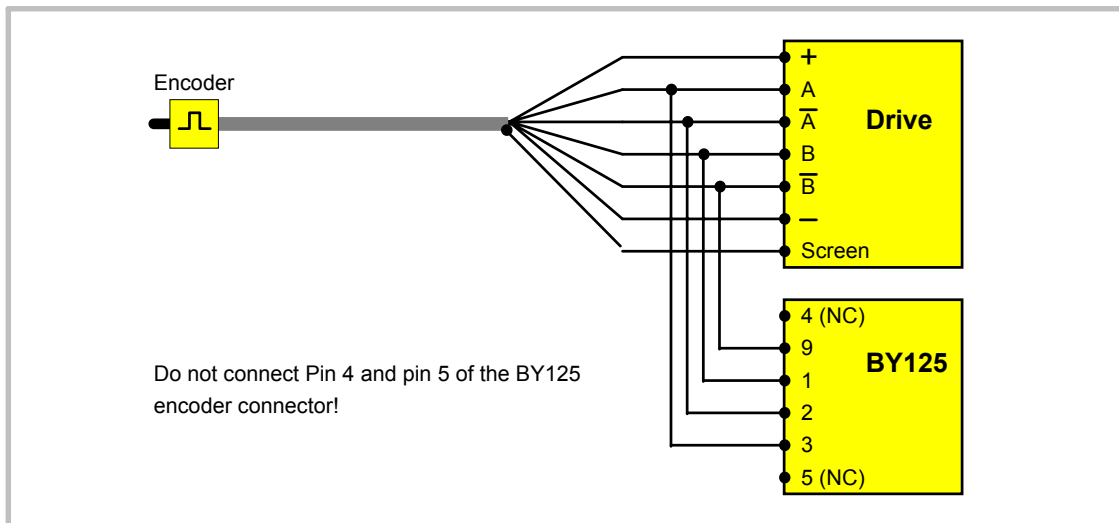 Encoder
+
A
A̅
B
B̅
–
Screen
Drive
4 (NC)
9
1
2
3
5 (NC)
BY125
Do not connect Pin 4 and pin 5 of the BY125
encoder connector!